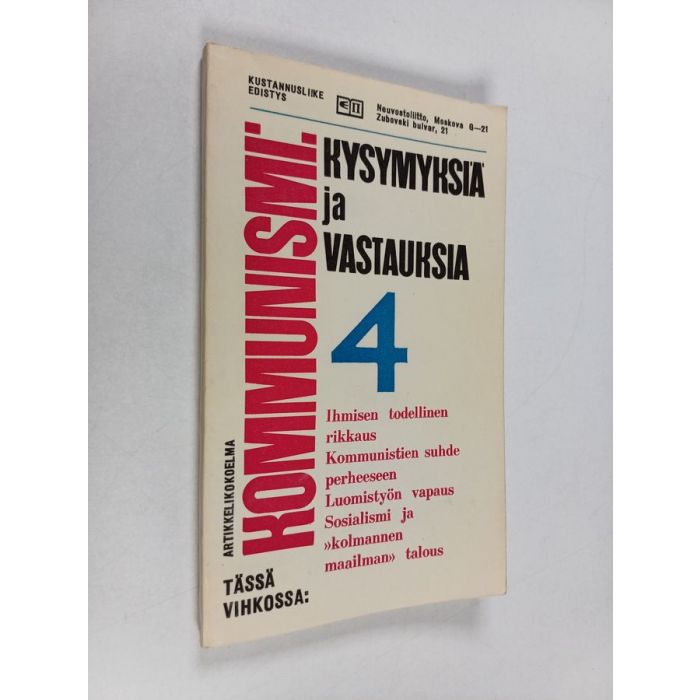 KUSTANNUSLIIKE
EDISTYS
Neuvostoliitto, Moskova G—21
Zubovski bulvar, 21
ARTIKKELIKOKOELMA
KOMMUNISMI:
KYSYMYKSIÄ
ja
VASTAUKSIA
4
Ihmisen todellinen
rikkaus
Kommunistien suhde
perheeseen
Luomistyön vapaus
Sosialismi ja
»kolmannen
maailman» talous
TÄSSÄ
VIHKOSSA: